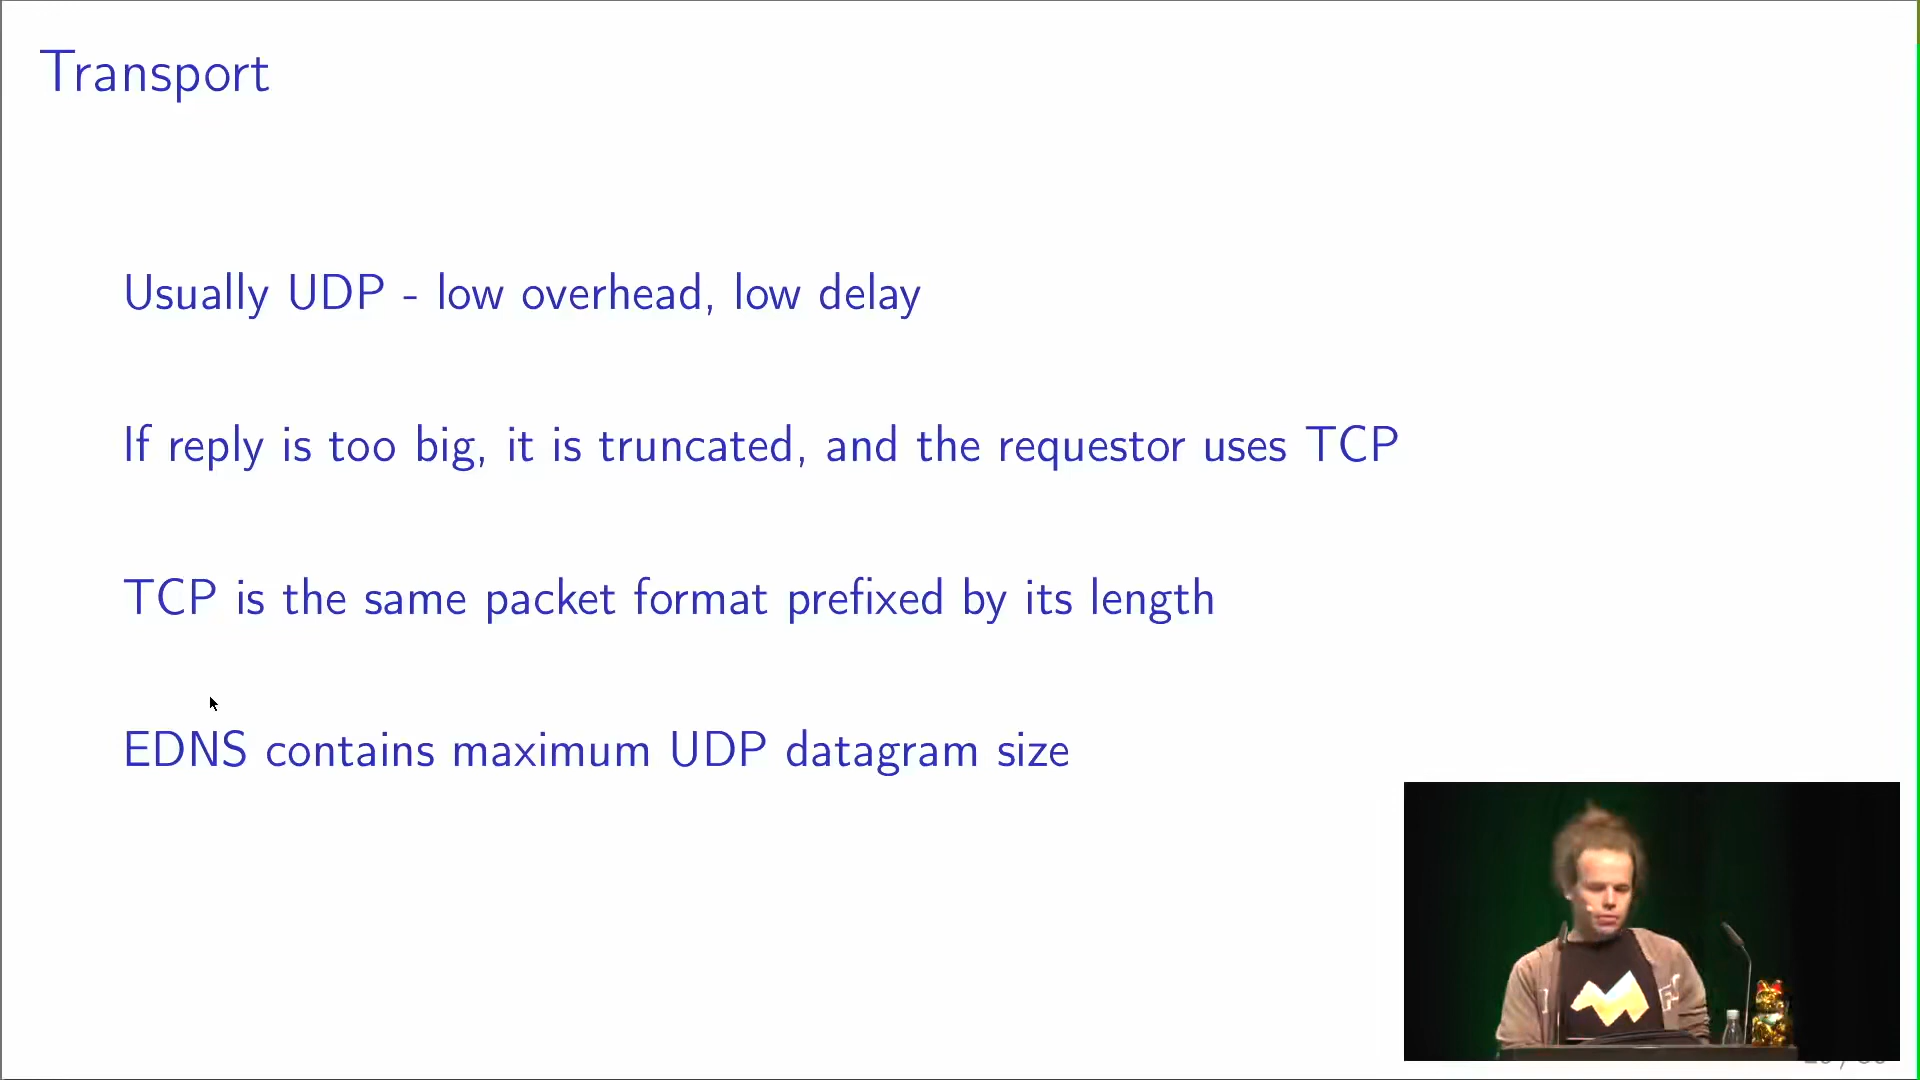 Transport
Usually UDP - low overhead, low delay
If reply is too big, it is truncated, and the requestor uses TCP
TCP is the same packet format prefixed by its length
EDNS contains maximum UDP datagram size